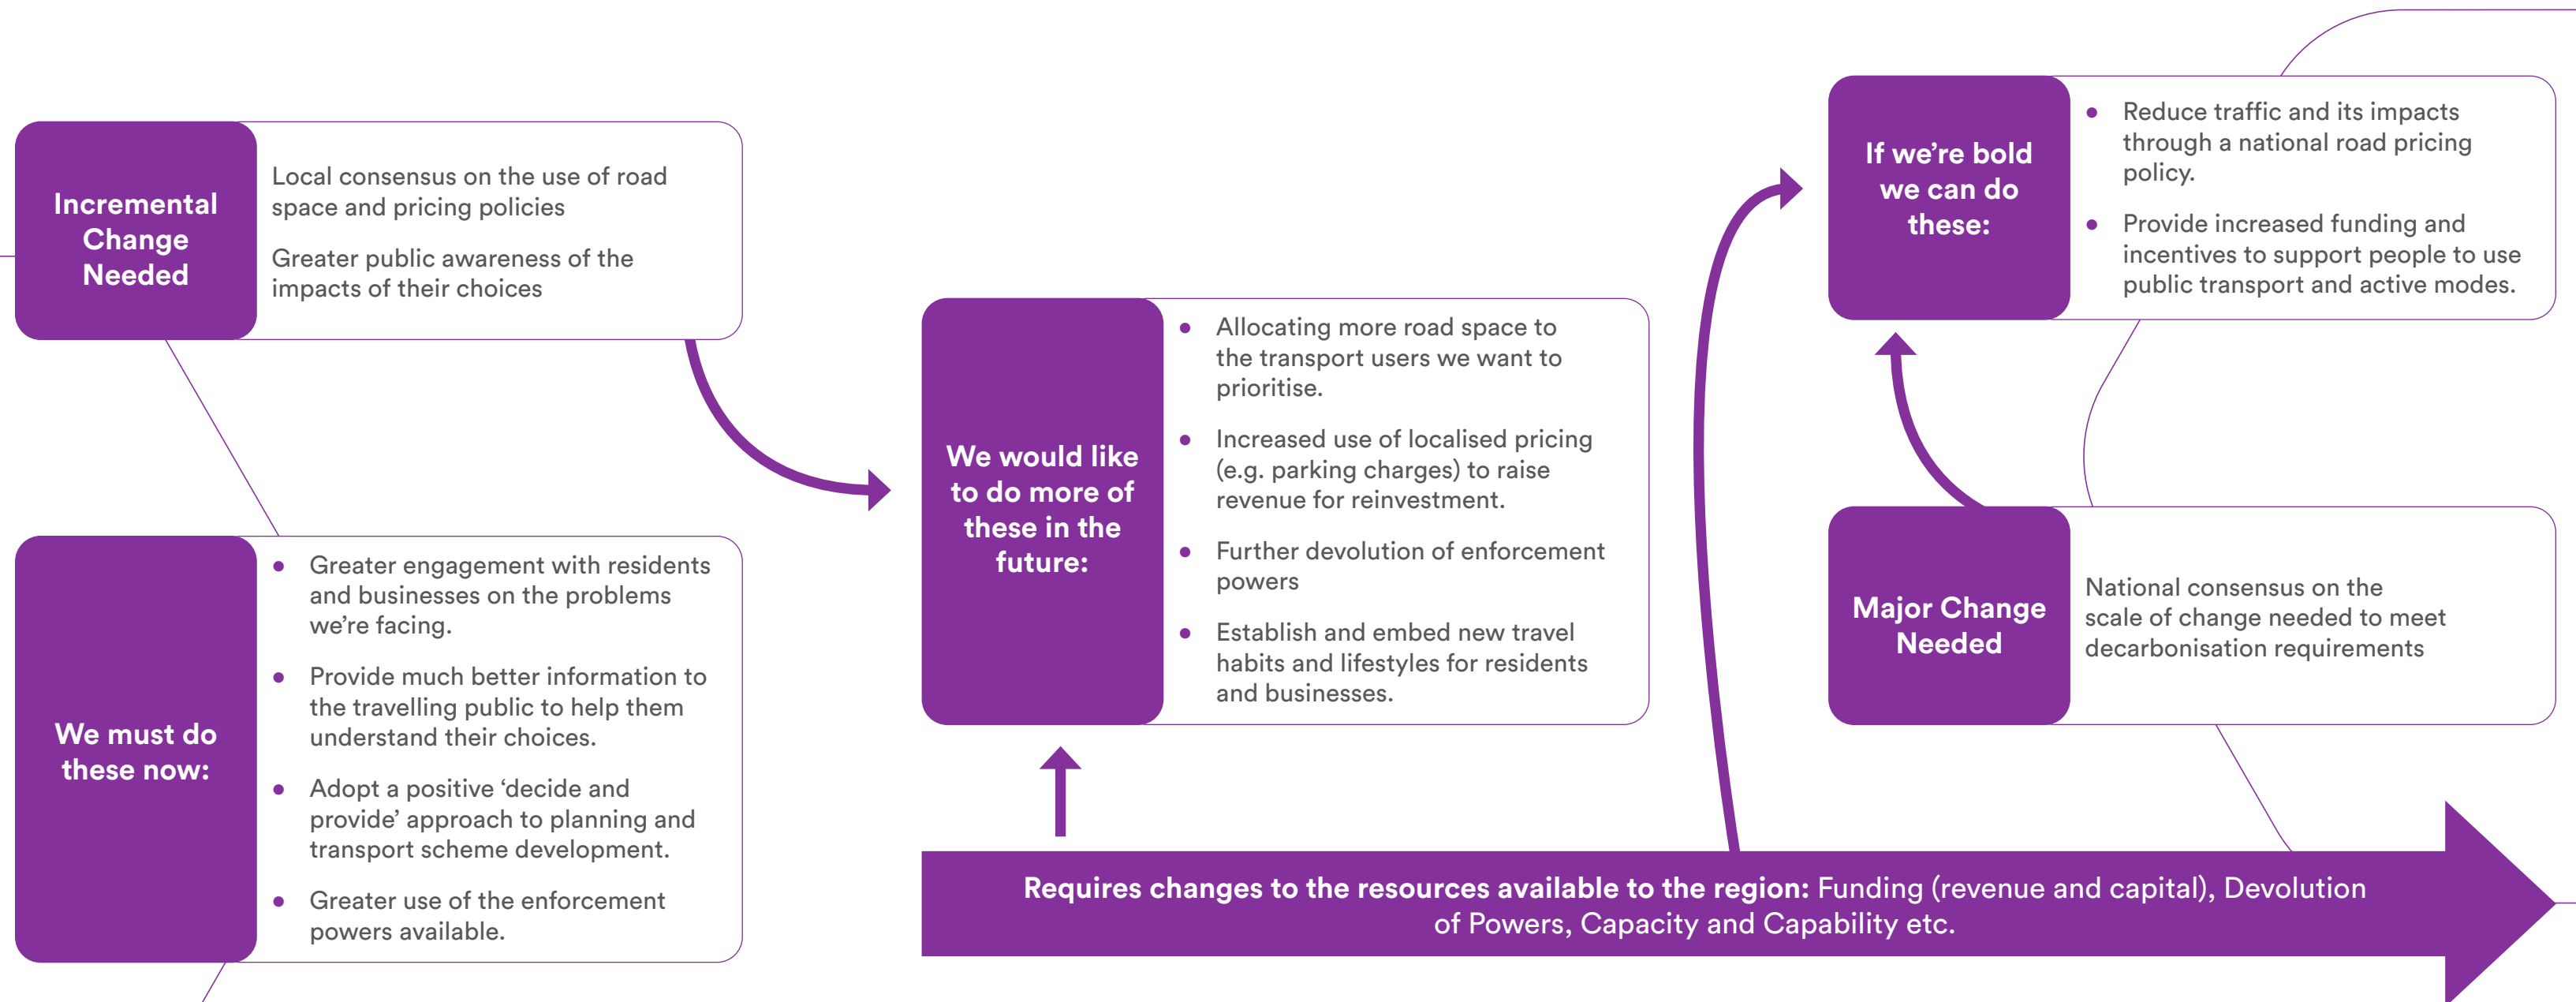 Incremental
Change
Needed
Local consensus on the use of road
space and pricing policies
Greater public awareness of the
impacts of their choices
We must do
these now:
• Greater engagement with residents
and businesses on the problems
we’re facing.
• Provide much better information to
the travelling public to help them
understand their choices.
• Adopt a positive ‘decide and
provide’ approach to planning and
transport scheme development.
• Greater use of the enforcement
powers available.
We would like
to do more of
these in the
future:
• Allocating more road space to
the transport users we want to
prioritise.
• Increased use of localised pricing
(e.g. parking charges) to raise
revenue for reinvestment.
• Further devolution of enforcement
powers
• Establish and embed new travel
habits and lifestyles for residents
and businesses.
If we’re bold
we can do
these:
• Reduce traffic and its impacts
through a national road pricing
policy.
• Provide increased funding and
incentives to support people to use
public transport and active modes.
Major Change
Needed
National consensus on the
scale of change needed to meet
decarbonisation requirements
Requires changes to the resources available to the region: Funding (revenue and capital), Devolution
of Powers, Capacity and Capability etc.